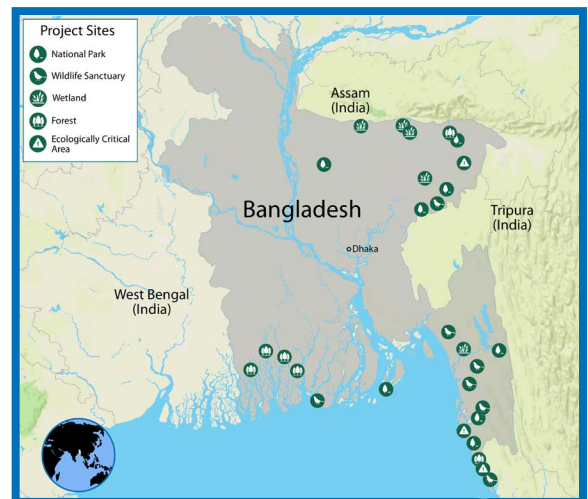 Project Sites
National Park
Wildlife Sanctuary
Wetland
Forest
Ecologically Critical
Area
Assam
(India)
Bangladesh
Tripura
(India)
Dhaka
West Bengal
(India)